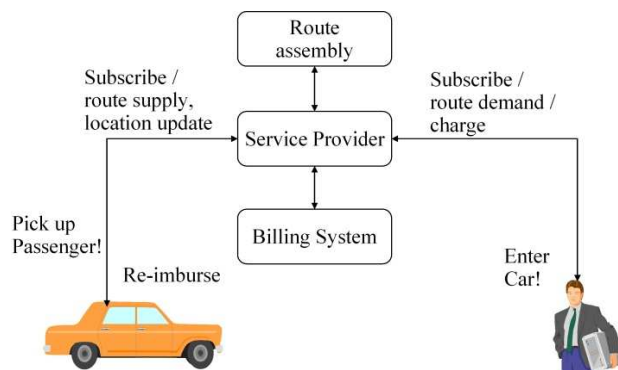 Route
assembly
Subscribe /
route supply,
location update
Subscribe /
route demand /
charge
Service Provider
Pick up
Passenger!
Billing System
Re-imburse
Enter
Car!